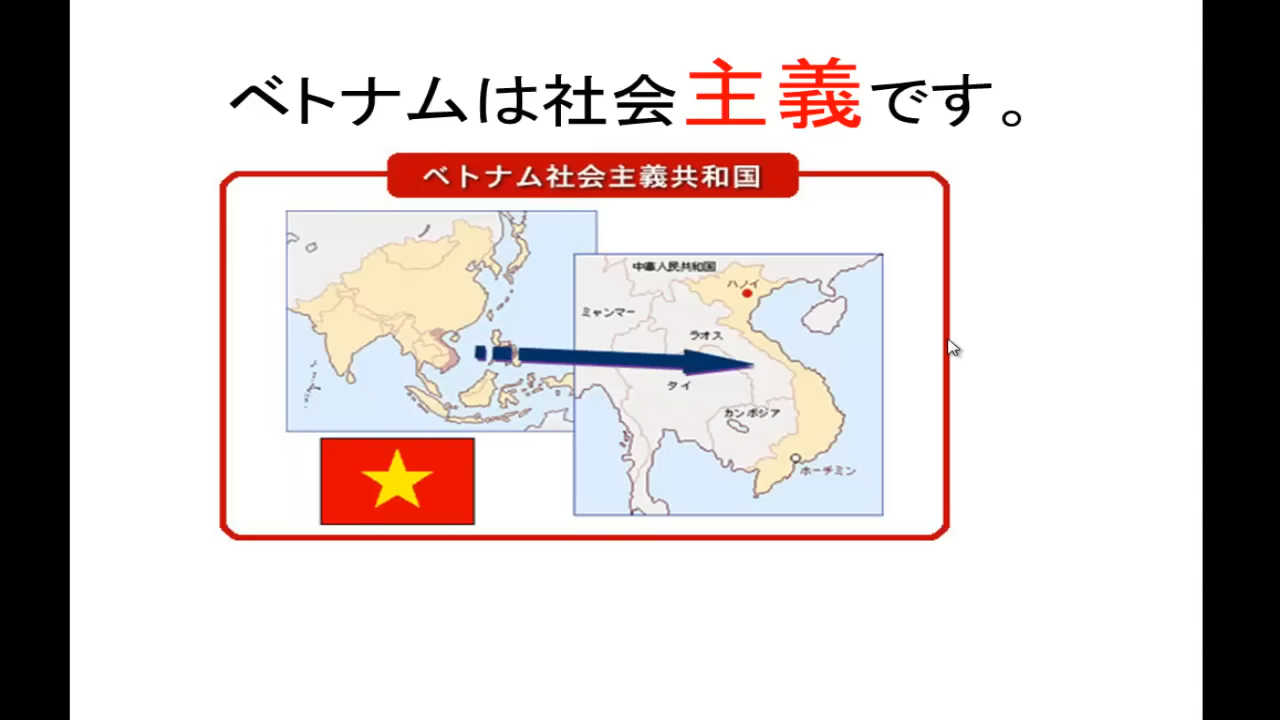 ベトナムは社会主義です。
ベトナム社会主義共和国
中華人民共和国
ハノイ
ミャンマー
ラオス
タイ
カンボジア
ホーチミン